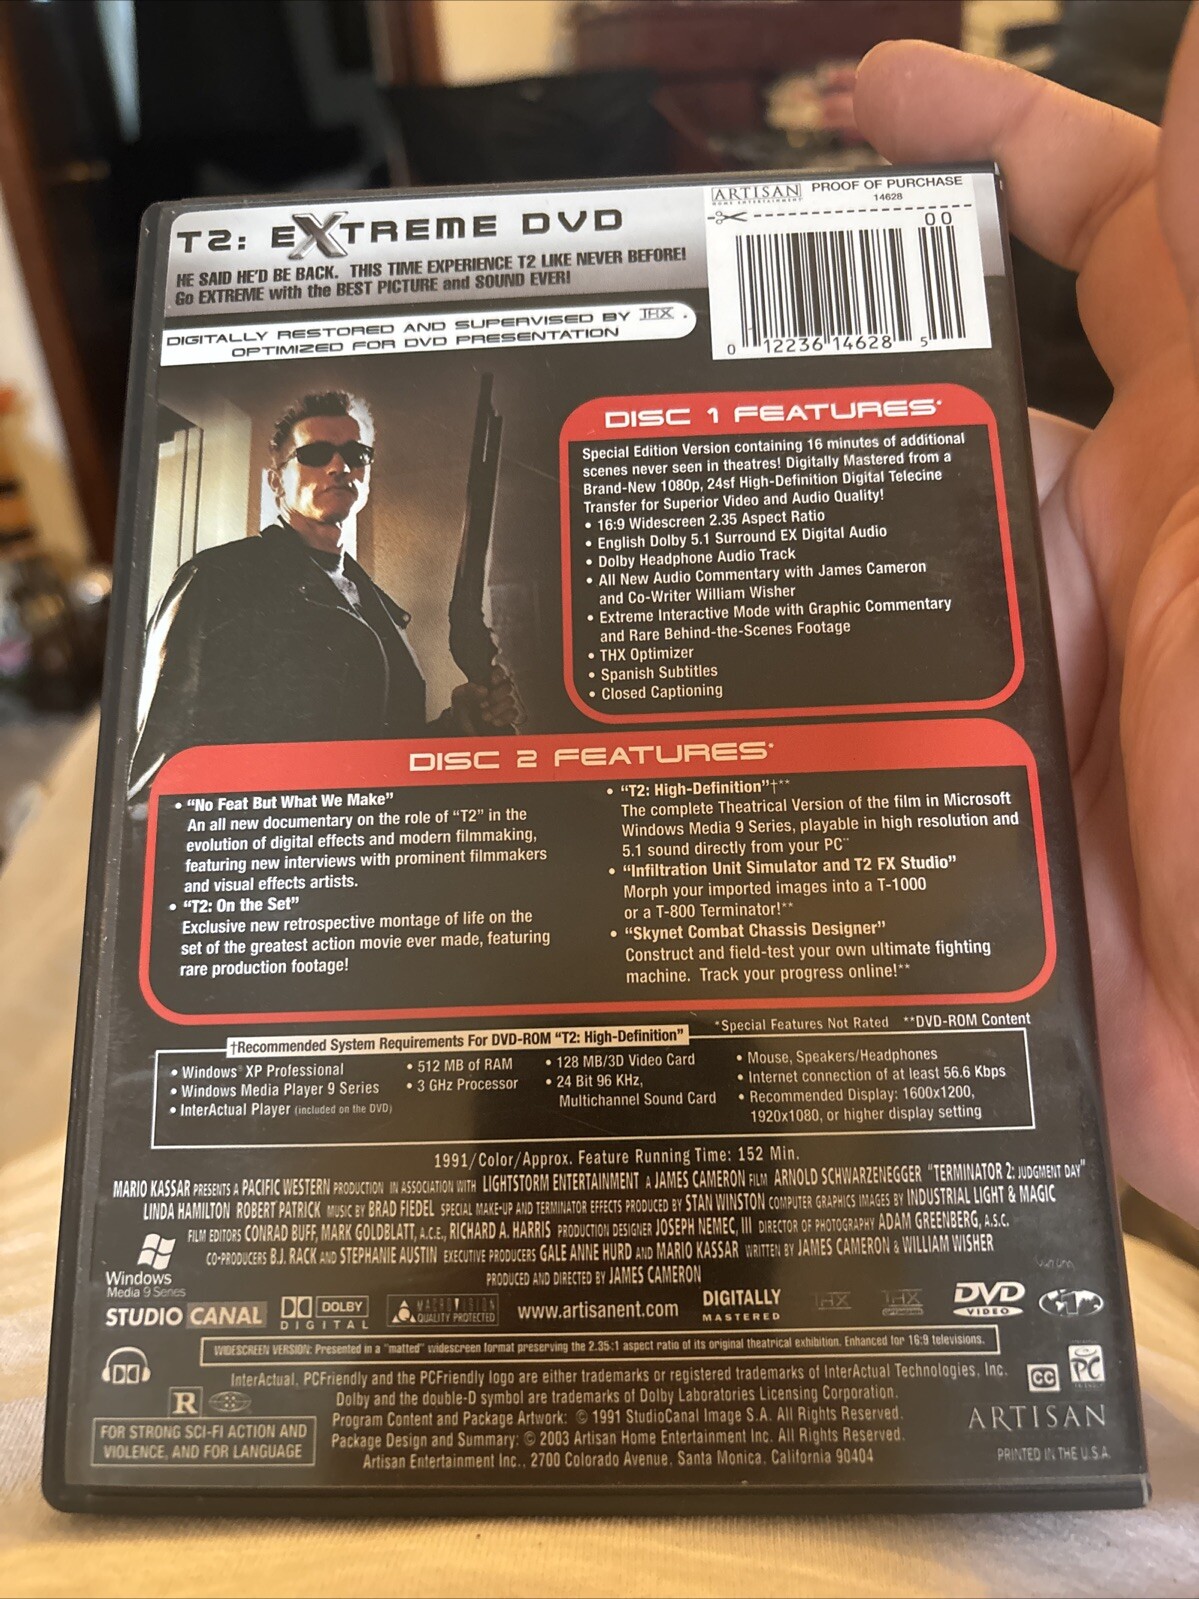 T2: EXTREME DVD
HE SAID HE'D BE BACK. THIS TIME EXPERIENCE T2 LIKE NEVER BEFORE!
Go EXTREME with the BEST PICTURE and SOUND EVER!
DIGITALLY RESTORED AND SUPERVISED BY THX.
OPTIMIZED FOR DVD PRESENTATION
ARTISAN
HOME ENTERTAINMENT
PROOF OF PURCHASE
14628
00
0 12236 14628 5
DISC 1 FEATURES*
Special Edition Version containing 16 minutes of additional
scenes never seen in theatres! Digitally Mastered from a
Brand-New 1080p, 24sf High-Definition Digital Telecine
Transfer for Superior Video and Audio Quality!
• 16:9 Widescreen 2.35 Aspect Ratio
• English Dolby 5.1 Surround EX Digital Audio
• Dolby Headphone Audio Track
• All New Audio Commentary with James Cameron
and Co-Writer William Wisher
• Extreme Interactive Mode with Graphic Commentary
and Rare Behind-the-Scenes Footage
• THX Optimizer
• Spanish Subtitles
• Closed Captioning
DISC 2 FEATURES*
• "No Feat But What We Make"
An all new documentary on the role of "T2" in the
evolution of digital effects and modern filmmaking,
featuring new interviews with prominent filmmakers
and visual effects artists.
• "T2: On the Set"
Exclusive new retrospective montage of life on the
set of the greatest action movie ever made, featuring
rare production footage!
• "T2: High-Definition"†**
The complete Theatrical Version of the film in Microsoft
Windows Media 9 Series, playable in high resolution and
5.1 sound directly from your PC
• "Infiltration Unit Simulator and T2 FX Studio"
Morph your imported images into a T-1000
or a T-800 Terminator!**
• "Skynet Combat Chassis Designer"
Construct and field-test your own ultimate fighting
machine. Track your progress online!**
*Special Features Not Rated **DVD-ROM Content
†Recommended System Requirements For DVD-ROM "T2: High-Definition"
• Windows® XP Professional
• Windows Media Player 9 Series
• InterActual Player (included on the DVD)
• 512 MB of RAM
• 3 GHz Processor
• 128 MB/3D Video Card
• 24 Bit 96 KHz,
Multichannel Sound Card
• Mouse, Speakers/Headphones
• Internet connection of at least 56.6 Kbps
• Recommended Display: 1600x1200,
1920x1080, or higher display setting
1991/Color/Approx. Feature Running Time: 152 Min.
MARIO KASSAR PRESENTS A PACIFIC WESTERN PRODUCTION IN ASSOCIATION WITH LIGHTSTORM ENTERTAINMENT A JAMES CAMERON FILM ARNOLD SCHWARZENEGGER "TERMINATOR 2: JUDGMENT DAY"
LINDA HAMILTON ROBERT PATRICK MUSIC BY BRAD FIEDEL SPECIAL MAKE-UP AND TERMINATOR EFFECTS PRODUCED BY STAN WINSTON COMPUTER GRAPHICS IMAGES BY INDUSTRIAL LIGHT & MAGIC
FILM EDITORS CONRAD BUFF, MARK GOLDBLATT, A.C.E., RICHARD A. HARRIS PRODUCTION DESIGNER JOSEPH NEMEC, III DIRECTOR OF PHOTOGRAPHY ADAM GREENBERG, A.S.C.
CO-PRODUCERS B.J. RACK AND STEPHANIE AUSTIN EXECUTIVE PRODUCERS GALE ANNE HURD AND MARIO KASSAR WRITTEN BY JAMES CAMERON & WILLIAM WISHER
PRODUCED AND DIRECTED BY JAMES CAMERON
Windows
Media 9 Series
STUDIO CANAL
DOLBY
DIGITAL
MACROVISION
QUALITY PROTECTED
www.artisanent.com
DIGITALLY
MASTERED
THX
THX
DVD
VIDEO
WIDESCREEN VERSION: Presented in a "matted" widescreen format preserving the 2.35:1 aspect ratio of its original theatrical exhibition. Enhanced for 16:9 televisions.
InterActual, PCFriendly and the PCFriendly logo are either trademarks or registered trademarks of InterActual Technologies, Inc.
Dolby and the double-D symbol are trademarks of Dolby Laboratories Licensing Corporation.
Program Content and Package Artwork: © 1991 StudioCanal Image S.A. All Rights Reserved.
Package Design and Summary: © 2003 Artisan Home Entertainment Inc. All Rights Reserved.
Artisan Entertainment Inc., 2700 Colorado Avenue, Santa Monica, California 90404
R
FOR STRONG SCI-FI ACTION AND
VIOLENCE, AND FOR LANGUAGE
CC
PC
ARTISAN
PRINTED IN THE U.S.A.